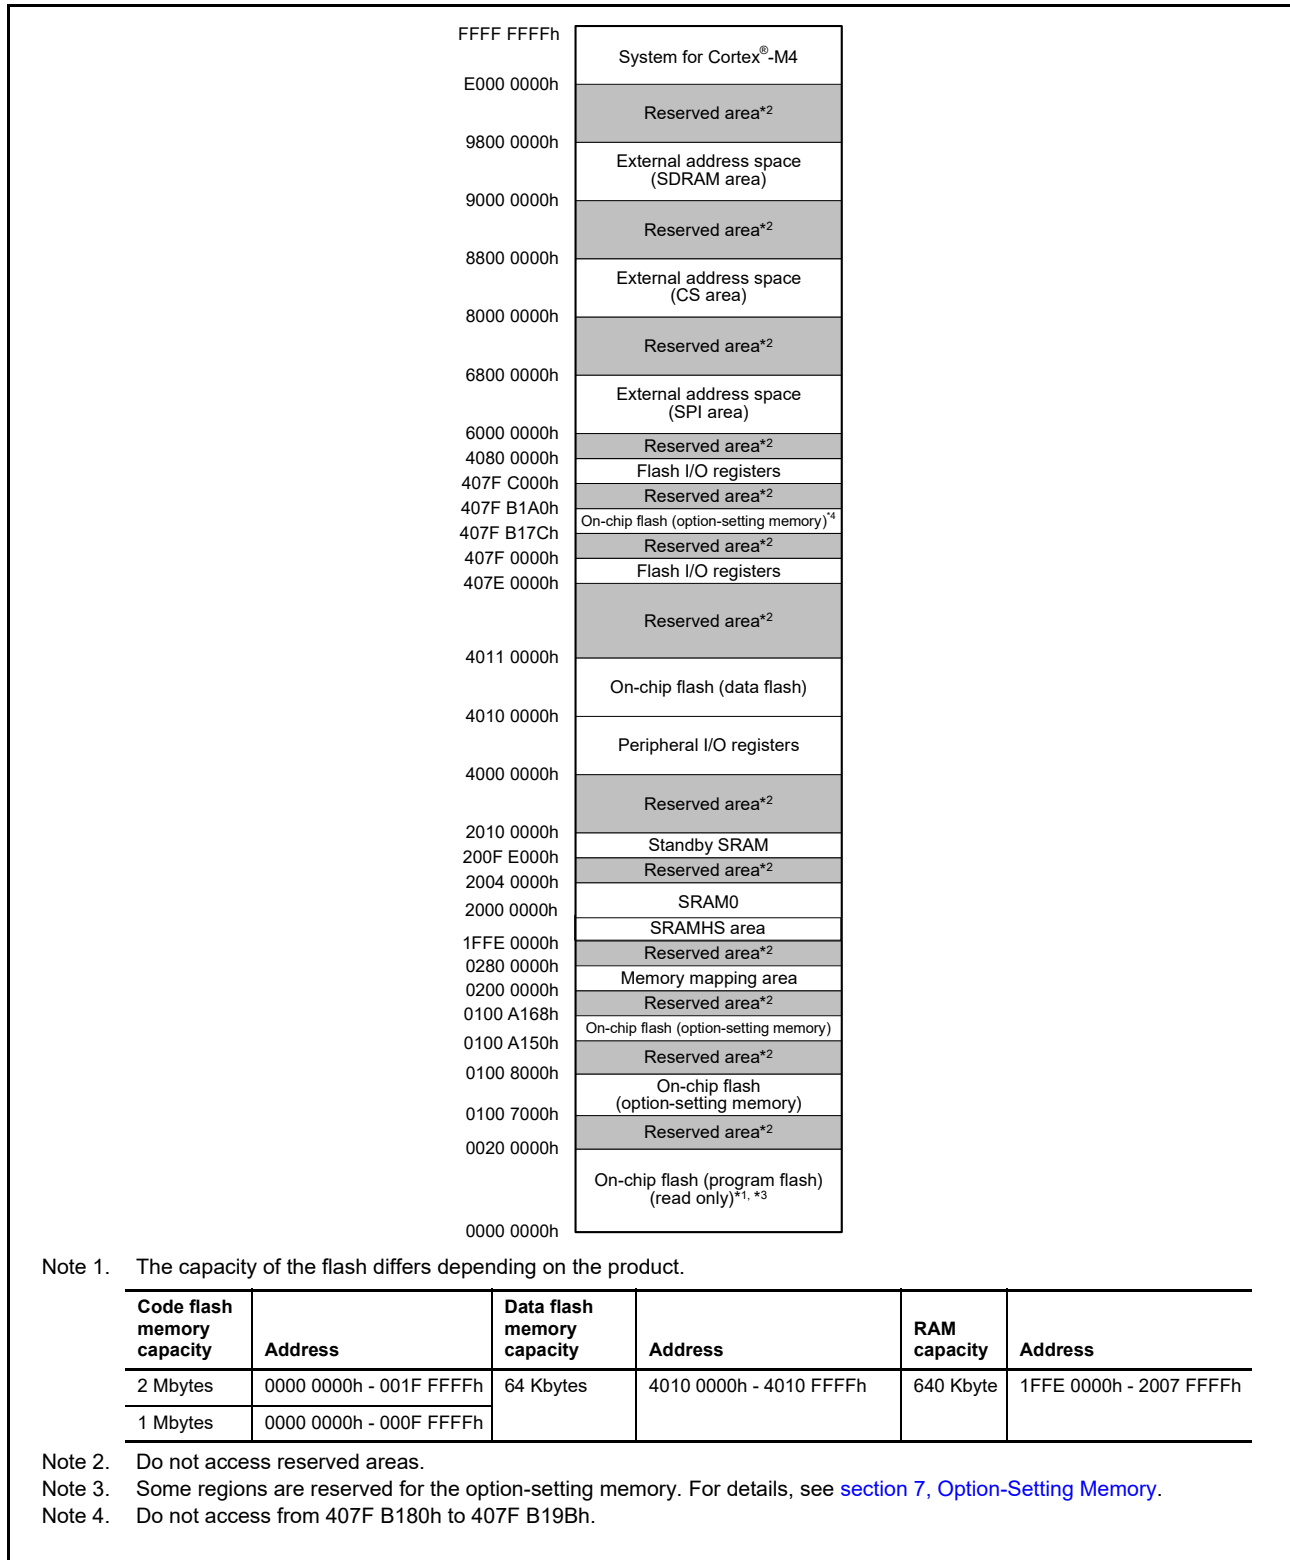 FFFF FFFFh
System for Cortex®-M4
E000 0000h
Reserved area*2
9800 0000h
External address space
(SDRAM area)
9000 0000h
Reserved area*2
8800 0000h
External address space
(CS area)
8000 0000h
Reserved area*2
6800 0000h
External address space
(SPI area)
6000 0000h
Reserved area*2
4080 0000h
Flash I/O registers
407F C000h
Reserved area*2
407F B1A0h
On-chip flash (option-setting memory)*4
407F B17Ch
Reserved area*2
407F 0000h
Flash I/O registers
407E 0000h
Reserved area*2
4011 0000h
On-chip flash (data flash)
4010 0000h
Peripheral I/O registers
4000 0000h
Reserved area*2
2010 0000h
Standby SRAM
200F E000h
Reserved area*2
2004 0000h
SRAM0
2000 0000h
SRAMHS area
1FFE 0000h
Reserved area*2
0280 0000h
Memory mapping area
0200 0000h
Reserved area*2
0100 A168h
On-chip flash (option-setting memory)
0100 A150h
Reserved area*2
0100 8000h
On-chip flash
(option-setting memory)
0100 7000h
Reserved area*2
0020 0000h
On-chip flash (program flash)
(read only)*1, *3
0000 0000h
Note 1. The capacity of the flash differs depending on the product.
Code flash memory capacity Address Data flash memory capacity Address RAM capacity Address
2 Mbytes 0000 0000h - 001F FFFFh 64 Kbytes 4010 0000h - 4010 FFFFh 640 Kbyte 1FFE 0000h - 2007 FFFFh
1 Mbytes 0000 0000h - 000F FFFFh
Note 2. Do not access reserved areas.
Note 3. Some regions are reserved for the option-setting memory. For details, see section 7, Option-Setting Memory.
Note 4. Do not access from 407F B180h to 407F B19Bh.